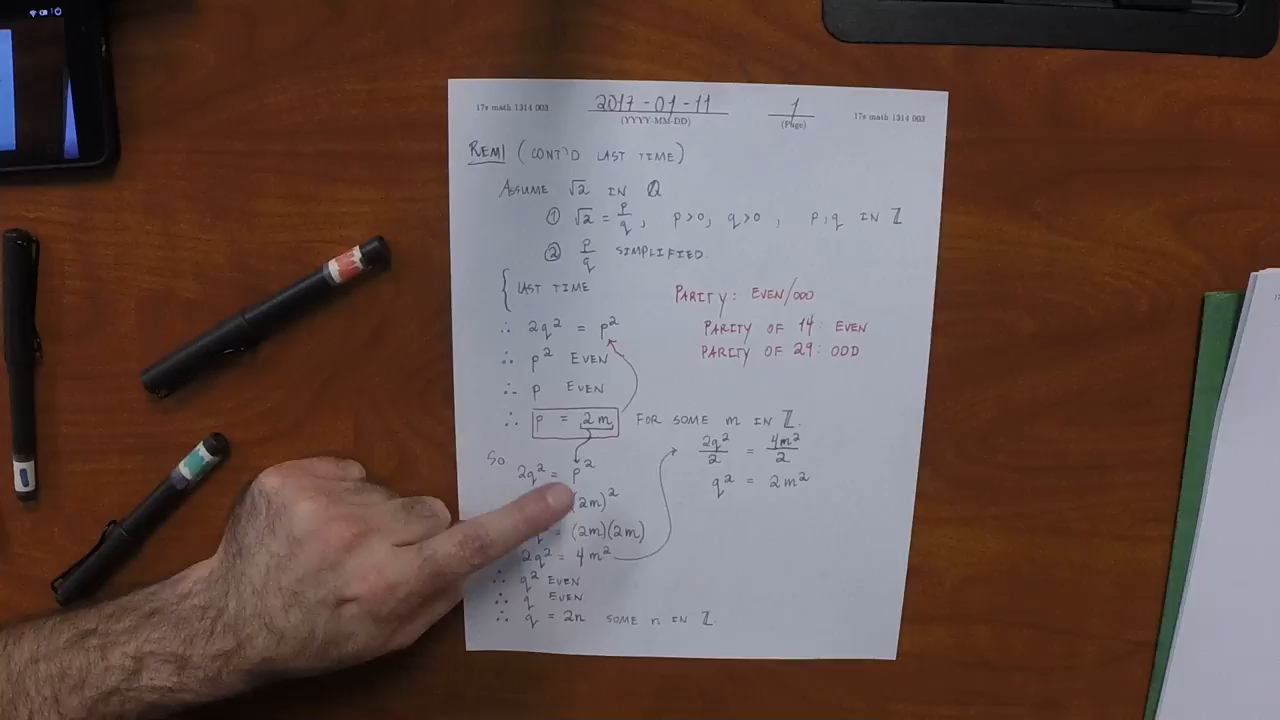 17s math 1314 003 2017-01-11 1 17s math 1314 003
(YYYY-MM-DD) (Page)
REM1 (CONT'D LAST TIME)
ASSUME √2 IN ℚ
① √2 = p/q, p>0, q>0, p,q IN ℤ
② p/q SIMPLIFIED.
LAST TIME
PARITY: EVEN/ODD
PARITY OF 14: EVEN
PARITY OF 29: ODD
∴ 2q² = p²
∴ p² EVEN
∴ p EVEN
∴ p = 2m FOR SOME m IN ℤ.
SO 2q² = p²
(2m)²
= (2m)(2m)
2q² = 4m²
2q²/2 = 4m²/2
q² = 2m²
∴ q² EVEN
∴ q EVEN
∴ q = 2n SOME n IN ℤ.